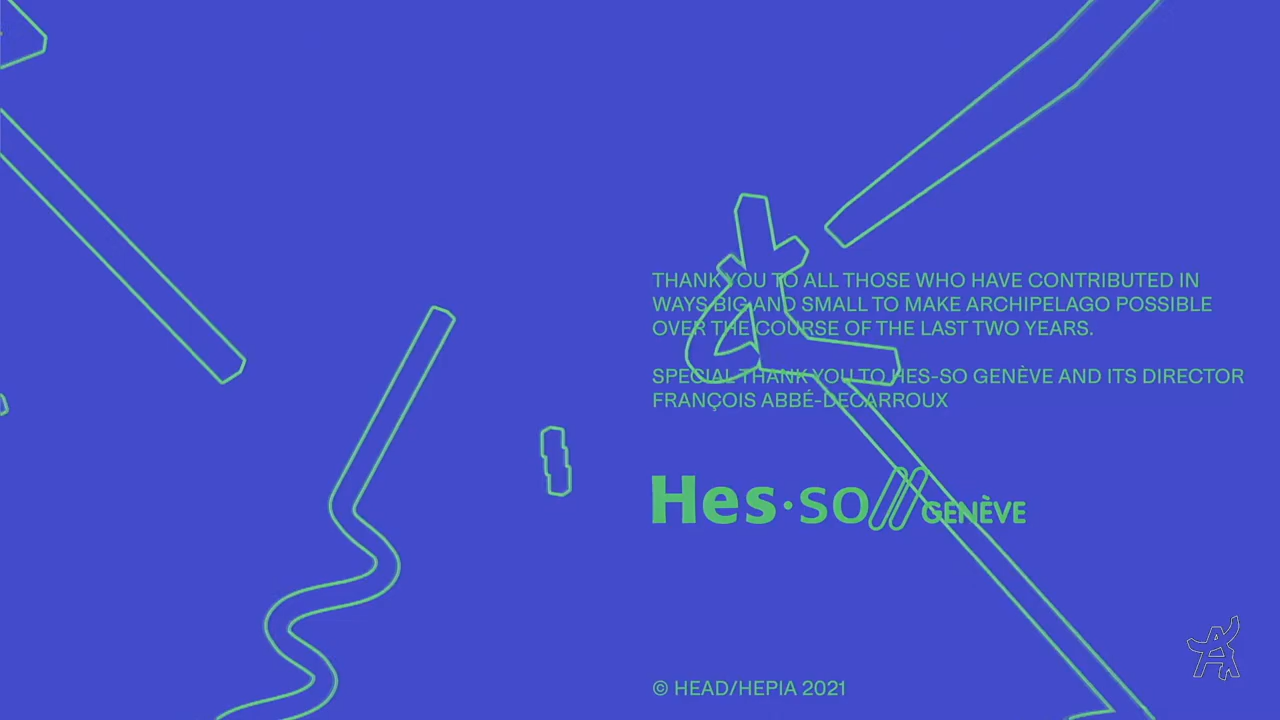 THANK YOU TO ALL THOSE WHO HAVE CONTRIBUTED IN
WAYS BIG AND SMALL TO MAKE ARCHIPELAGO POSSIBLE
OVER THE COURSE OF THE LAST TWO YEARS.
SPECIAL THANK YOU TO HES-SO GENÈVE AND ITS DIRECTOR
FRANÇOIS ABBÉ-DECARROUX
Hes·so// GENÈVE
© HEAD/HEPIA 2021
A